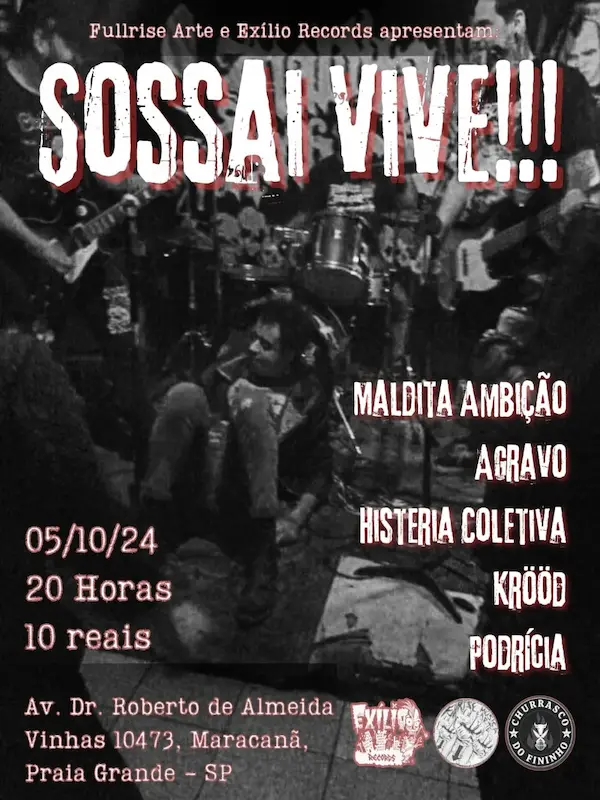 Fullrise Arte e Exílio Records apresentam:
SOSSAI VIVE!!!
MALDITA AMBIÇÃO
AGRAVO
HISTERIA COLETIVA
KRÖÖD
PODRÍCIA
05/10/24
20 Horas
10 reais
Av. Dr. Roberto de Almeida
Vinhas 10473, Maracanã,
Praia Grande - SP
EXÍLIO
RECORDS
CHURRASCO
DO FININHO